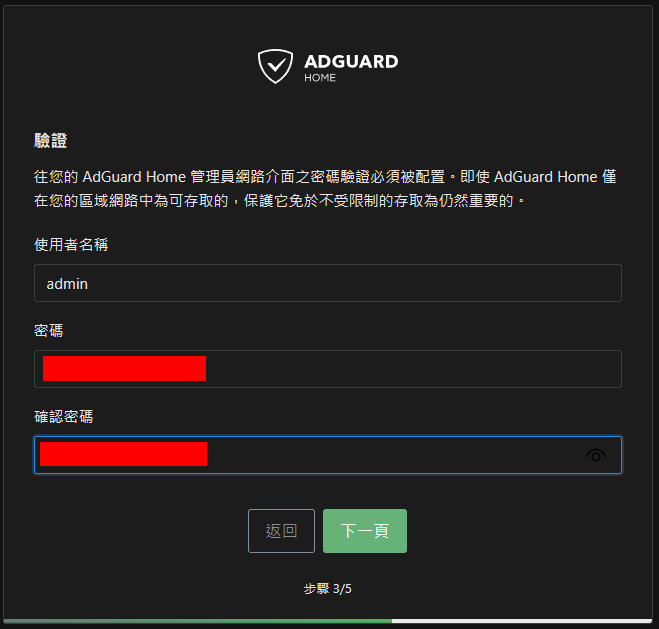 ADGUARD
HOME
驗證
往您的 AdGuard Home 管理員網路介面之密碼驗證必須被配置。即使 AdGuard Home 僅
在您的區域網路中為可存取的，保護它免於不受限制的存取為仍然重要的。
使用者名稱
admin
密碼
確認密碼
返回 下一頁
步驟 3/5